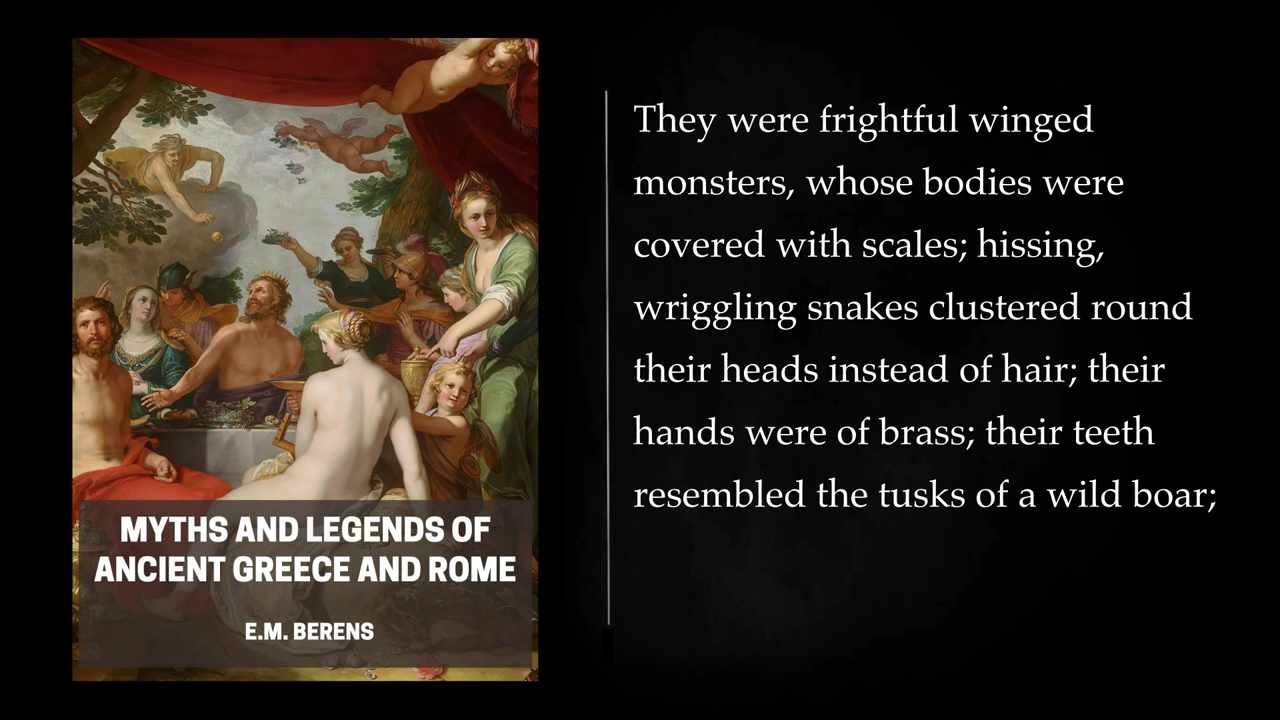 MYTHS AND LEGENDS OF
ANCIENT GREECE AND ROME
E.M. BERENS
They were frightful winged
monsters, whose bodies were
covered with scales; hissing,
wriggling snakes clustered round
their heads instead of hair; their
hands were of brass; their teeth
resembled the tusks of a wild boar;